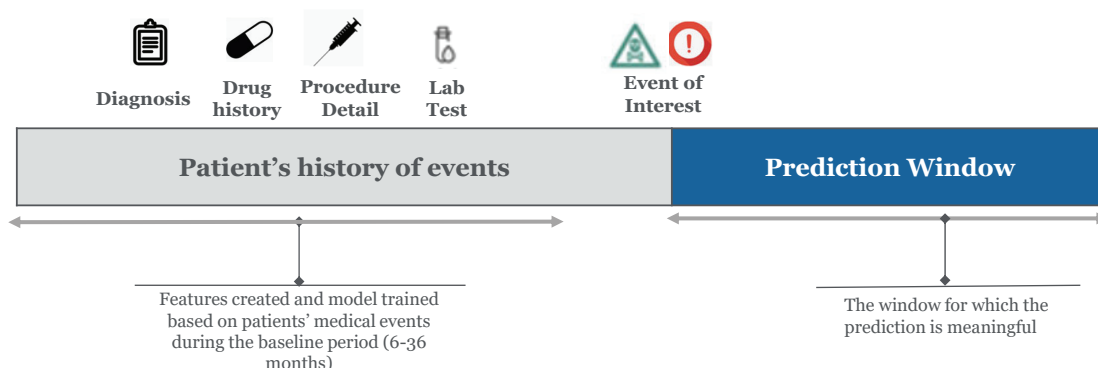 Diagnosis
Drug
history
Procedure
Detail
Lab
Test
Event of
Interest
Patient’s history of events
Prediction Window
Features created and model trained
based on patients’ medical events
during the baseline period (6-36
months)
The window for which the
prediction is meaningful